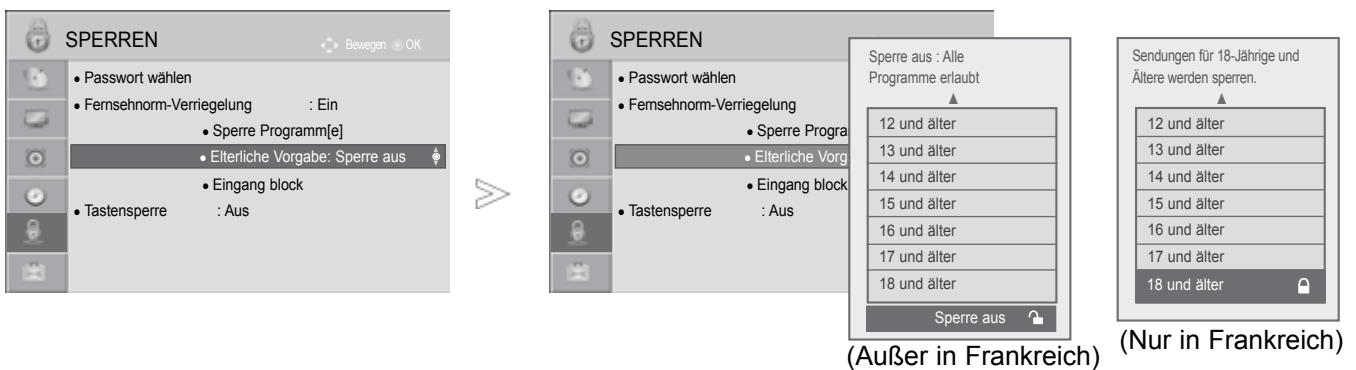 SPERREN
Bewegen OK
• Passwort wählen
• Fernsehnorm-Verriegelung : Ein
• Sperre Programm[e]
• Elterliche Vorgabe: Sperre aus
• Eingang block
• Tastensperre : Aus
SPERREN
• Passwort wählen
• Fernsehnorm-Verriegelung
• Sperre Progra
• Elterliche Vorg
• Eingang block
• Tastensperre : Aus
Sperre aus : Alle
Programme erlaubt
12 und älter
13 und älter
14 und älter
15 und älter
16 und älter
17 und älter
18 und älter
Sperre aus
(Außer in Frankreich)
Sendungen für 18-Jährige und
Ältere werden sperren.
12 und älter
13 und älter
14 und älter
15 und älter
16 und älter
17 und älter
18 und älter
(Nur in Frankreich)